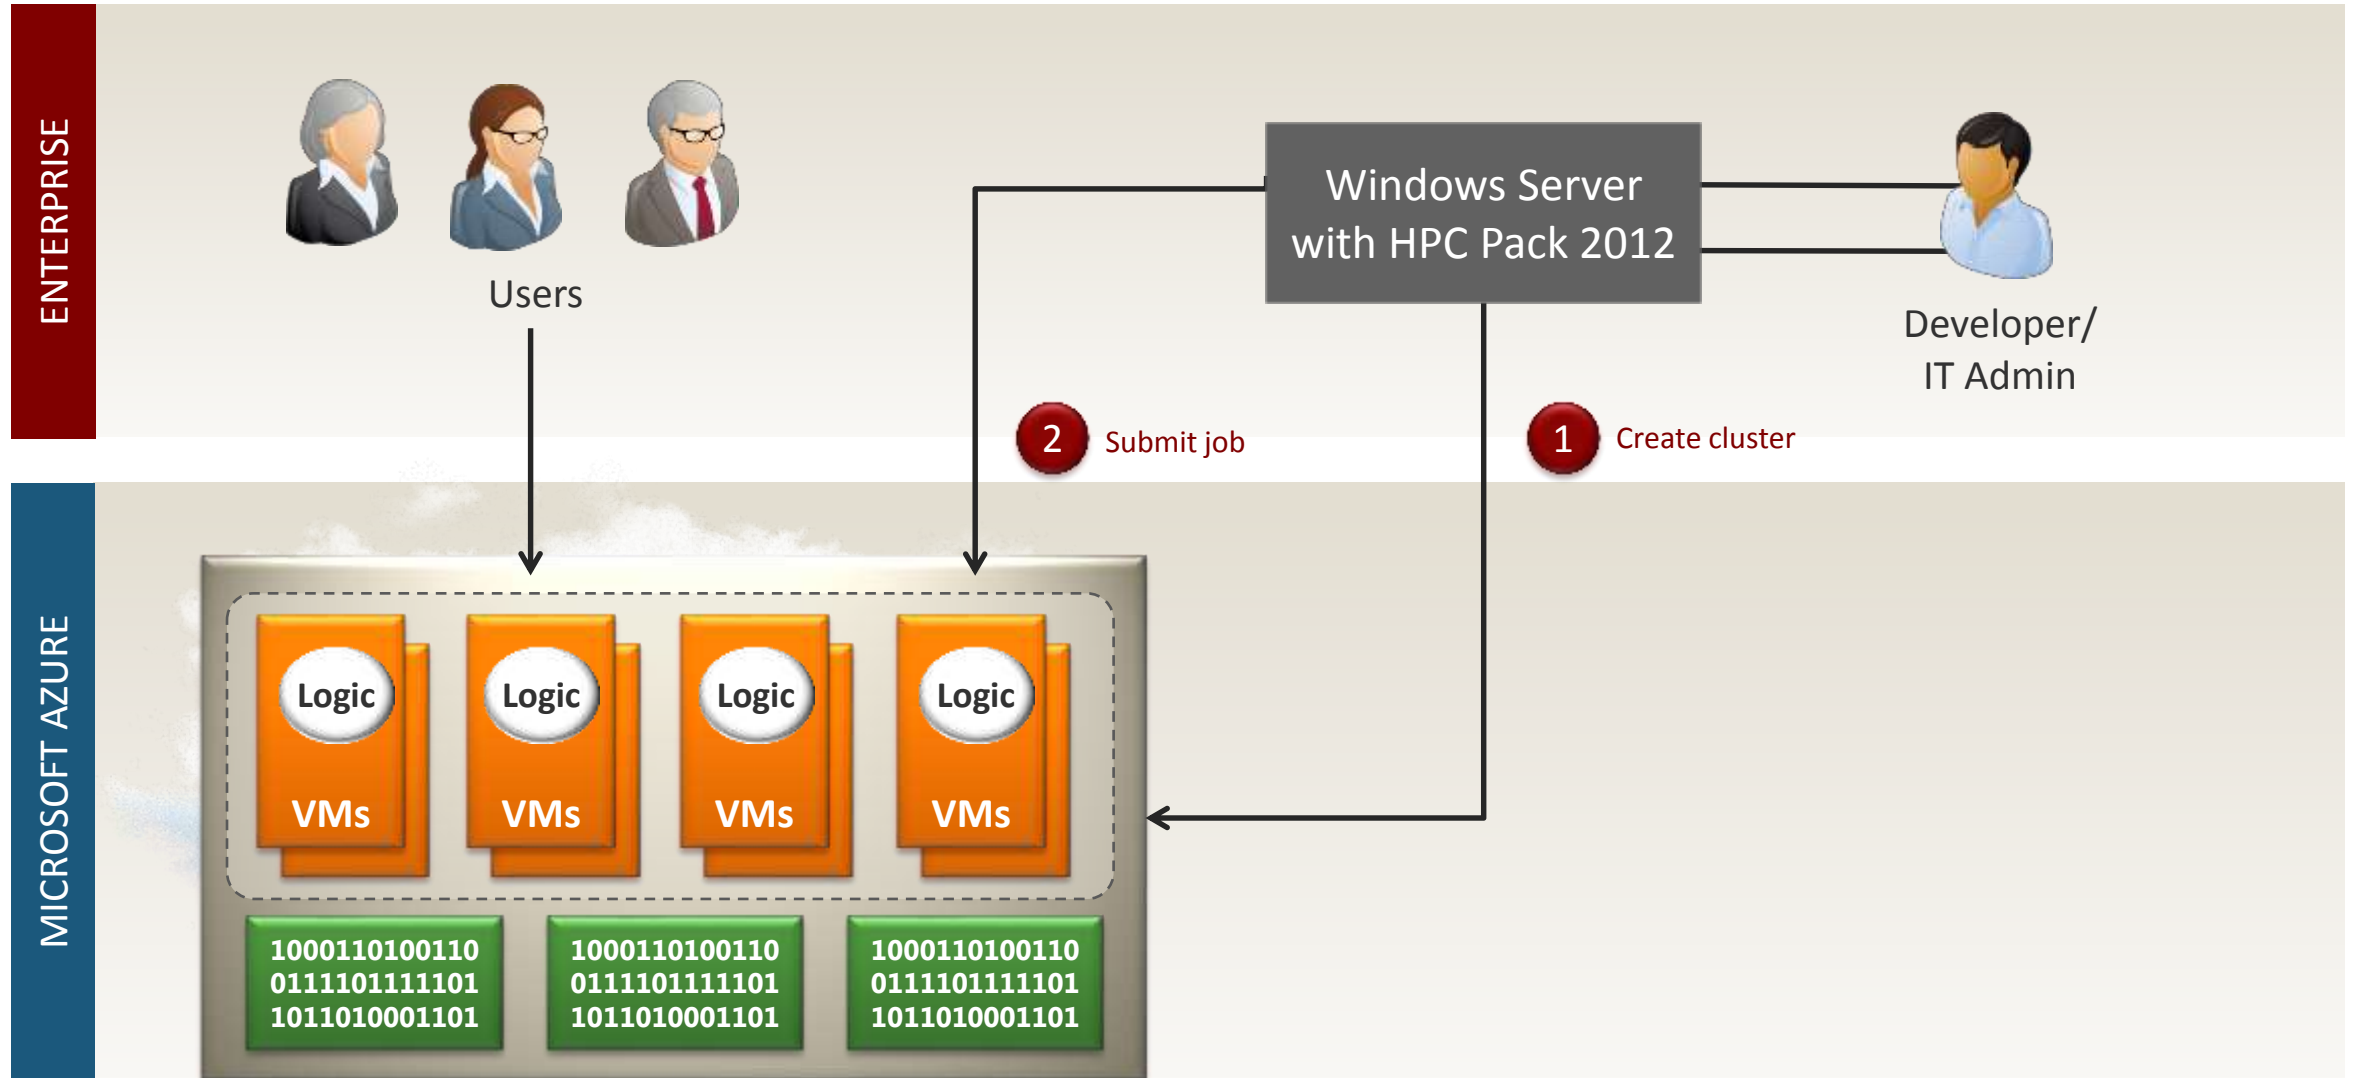 ENTERPRISE
Users
Windows Server
with HPC Pack 2012
Developer/
IT Admin
2 Submit job
1 Create cluster
MICROSOFT AZURE
Logic
VMs
Logic
VMs
Logic
VMs
Logic
VMs
1000110100110
0111101111101
1011010001101
1000110100110
0111101111101
1011010001101
1000110100110
0111101111101
1011010001101